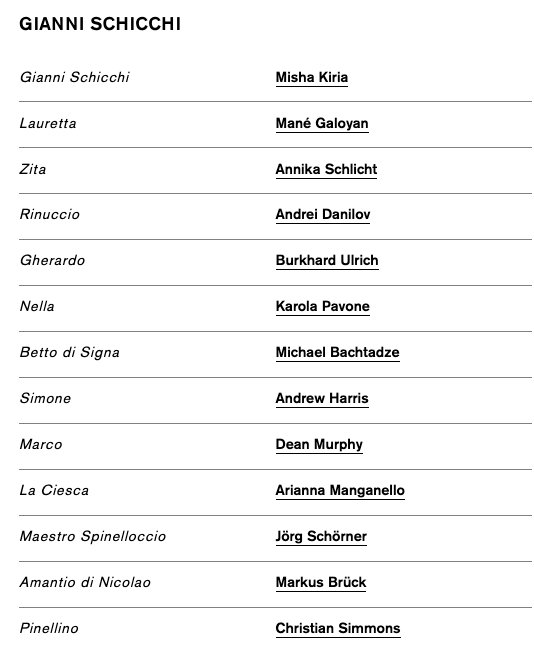 GIANNI SCHICCHI
Gianni Schicchi Misha Kiria
Lauretta Mané Galoyan
Zita Annika Schlicht
Rinuccio Andrei Danilov
Gherardo Burkhard Ulrich
Nella Karola Pavone
Betto di Signa Michael Bachtadze
Simone Andrew Harris
Marco Dean Murphy
La Ciesca Arianna Manganello
Maestro Spinelloccio Jörg Schörner
Amantio di Nicolao Markus Brück
Pinellino Christian Simmons